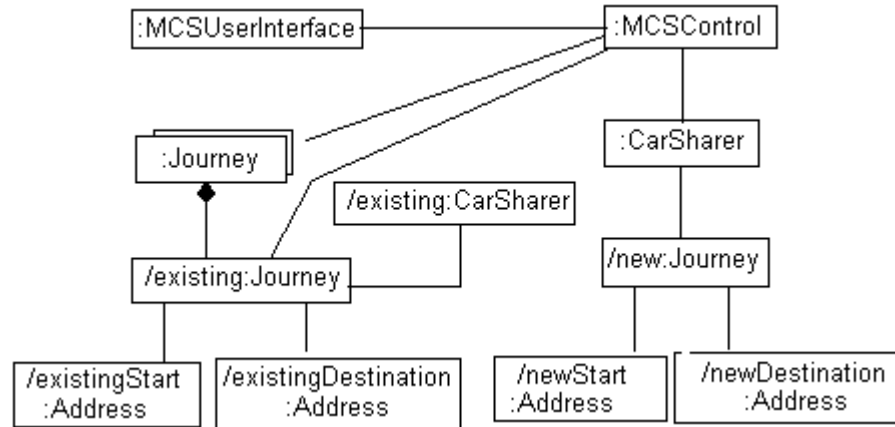 :MCSUserInterface
:MCSControl
:Journey
:CarSharer
/existing:CarSharer
/existing:Journey
/new:Journey
/existingStart
:Address
/existingDestination
:Address
/newStart
:Address
/newDestination
:Address